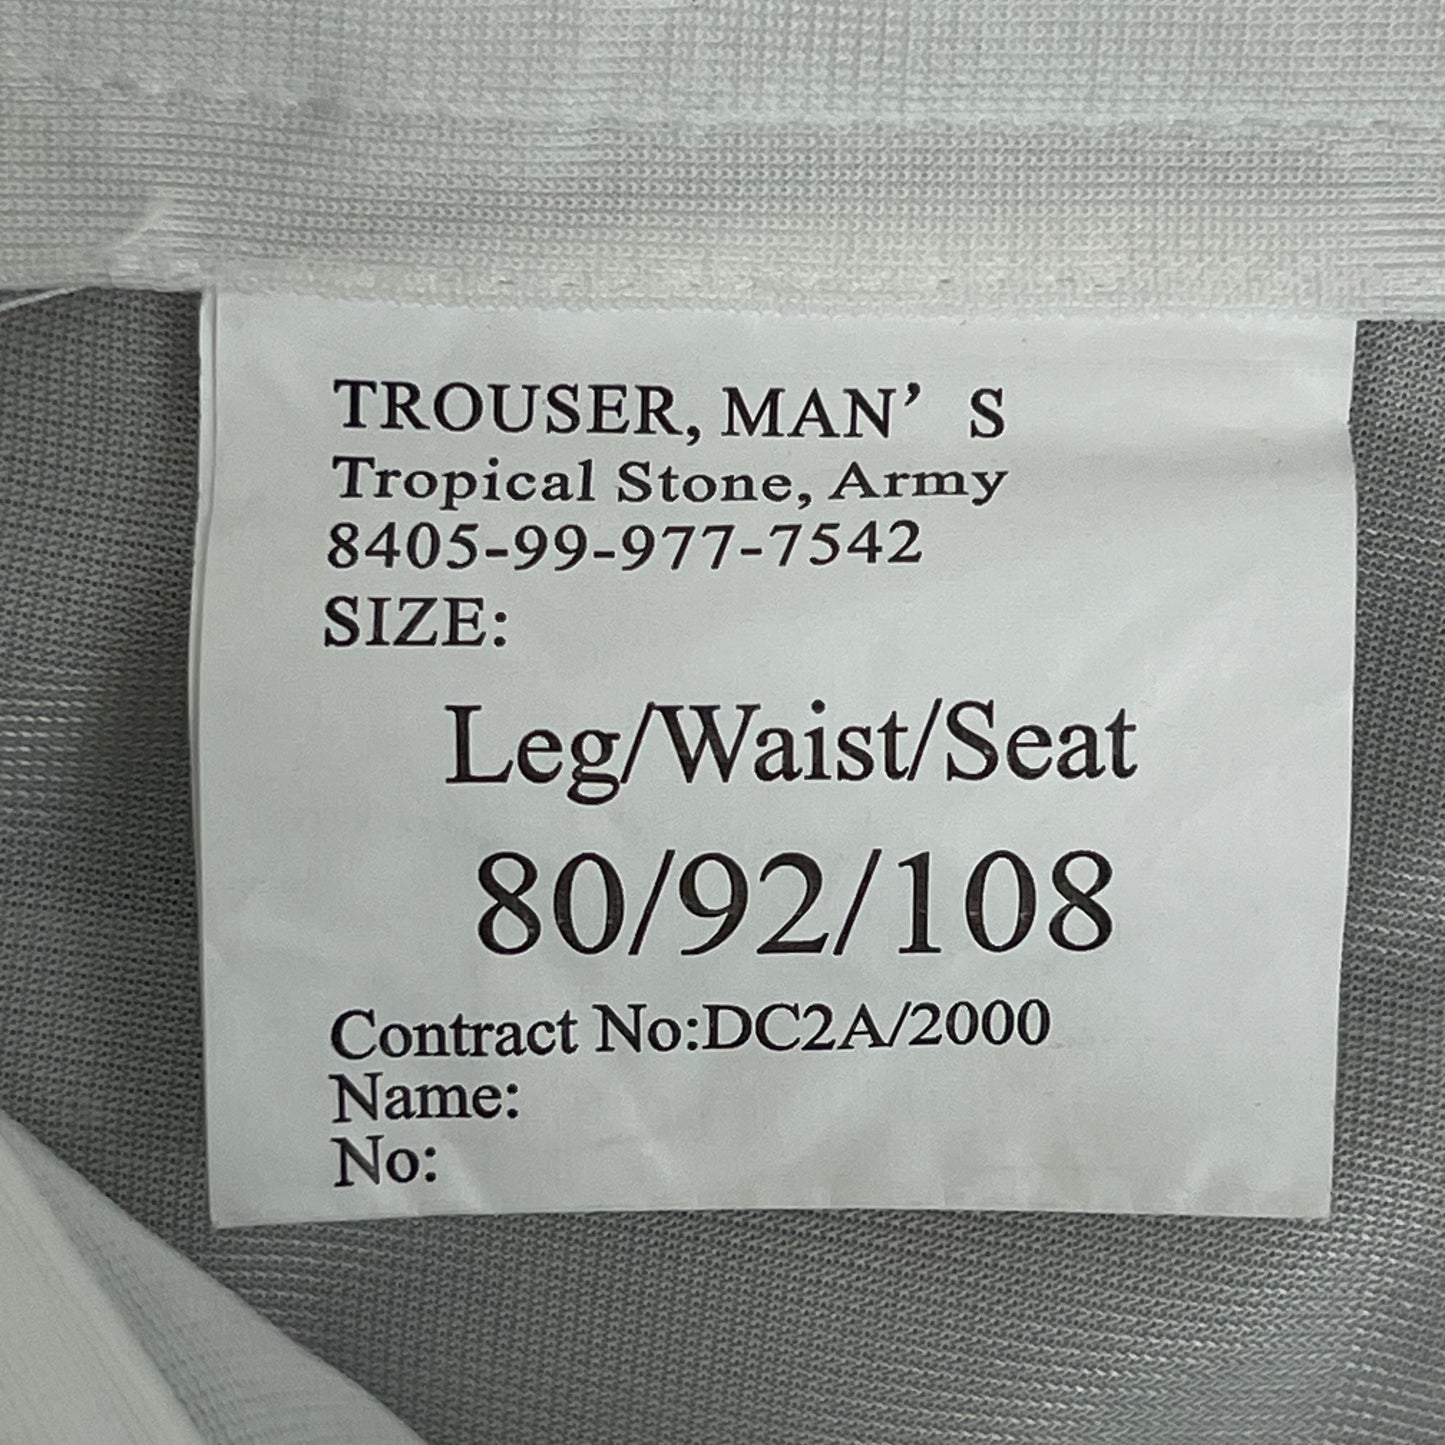 TROUSER, MAN’ S
Tropical Stone, Army
8405-99-977-7542
SIZE:
Leg/Waist/Seat
80/92/108
Contract No:DC2A/2000
Name:
No: